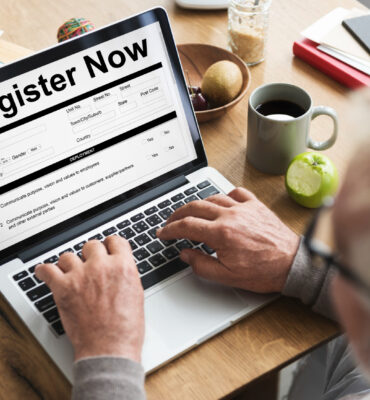 gister Now
Unit No
Street No
Street
Town/City/Suburb
State
Post Code
Country
Gender
DEPLOYMENT
Communicate purpose, vision and values to employees
Yes
No
Communicate purpose, vision and values to customers, suppliers/partners
and other external parties
Yes
No